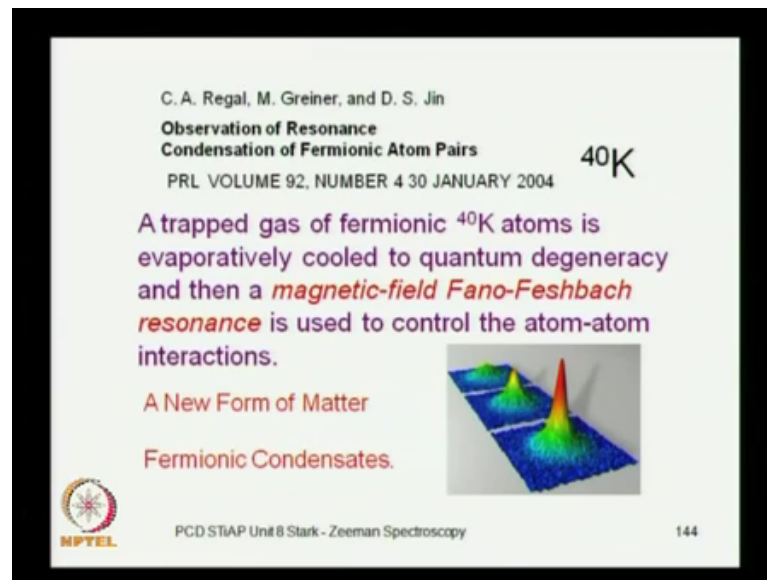 C. A. Regal, M. Greiner, and D. S. Jin
Observation of Resonance
Condensation of Fermionic Atom Pairs
⁴⁰K
PRL VOLUME 92, NUMBER 4 30 JANUARY 2004
A trapped gas of fermionic ⁴⁰K atoms is
evaporatively cooled to quantum degeneracy
and then a magnetic-field Fano-Feshbach
resonance is used to control the atom-atom
interactions.
A New Form of Matter
Fermionic Condensates.
NPTEL
PCD STiAP Unit 8 Stark - Zeeman Spectroscopy
144